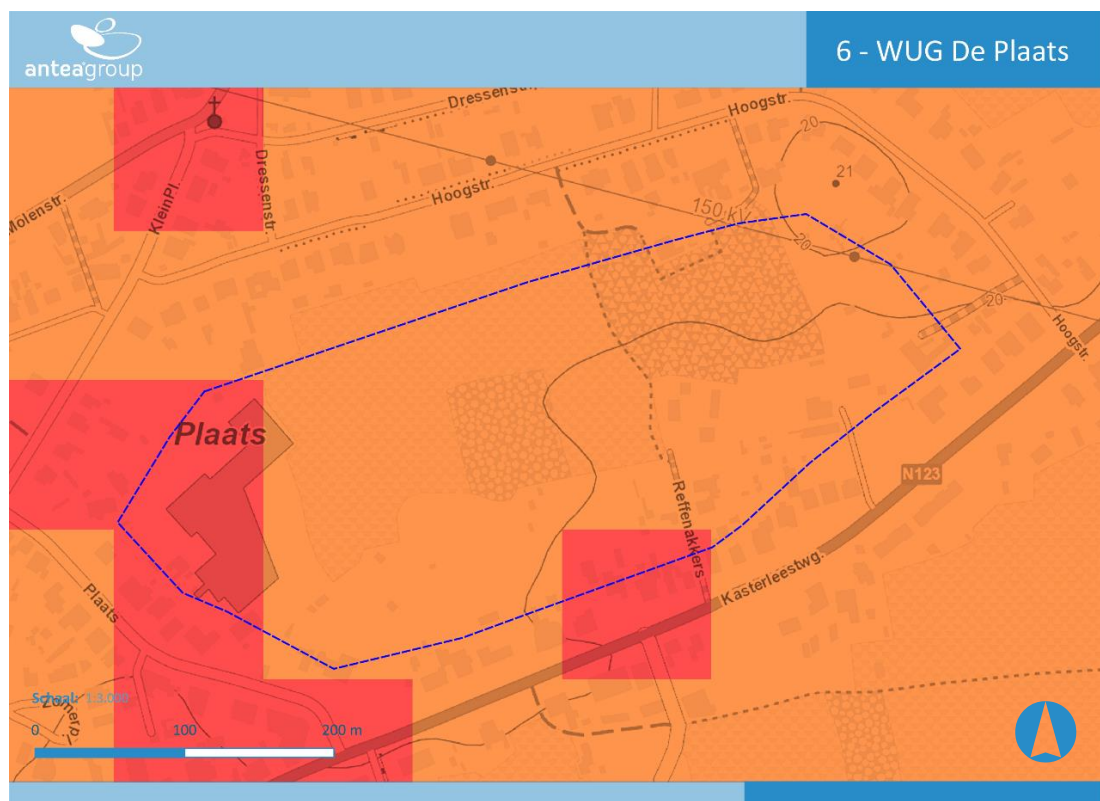 anteagroup
6 - WUG De Plaats
Dressenstr.
Hoogstr.
20
21
Dressenstr.
KleinPl.
Molenstr.
Hoogstr.
150 kV
20
20
Hoogstr.
Plaats
N123
Reffenakkers
Kasterleestwg.
Plaats
Schaal: 1:3.000
0 100 200 m